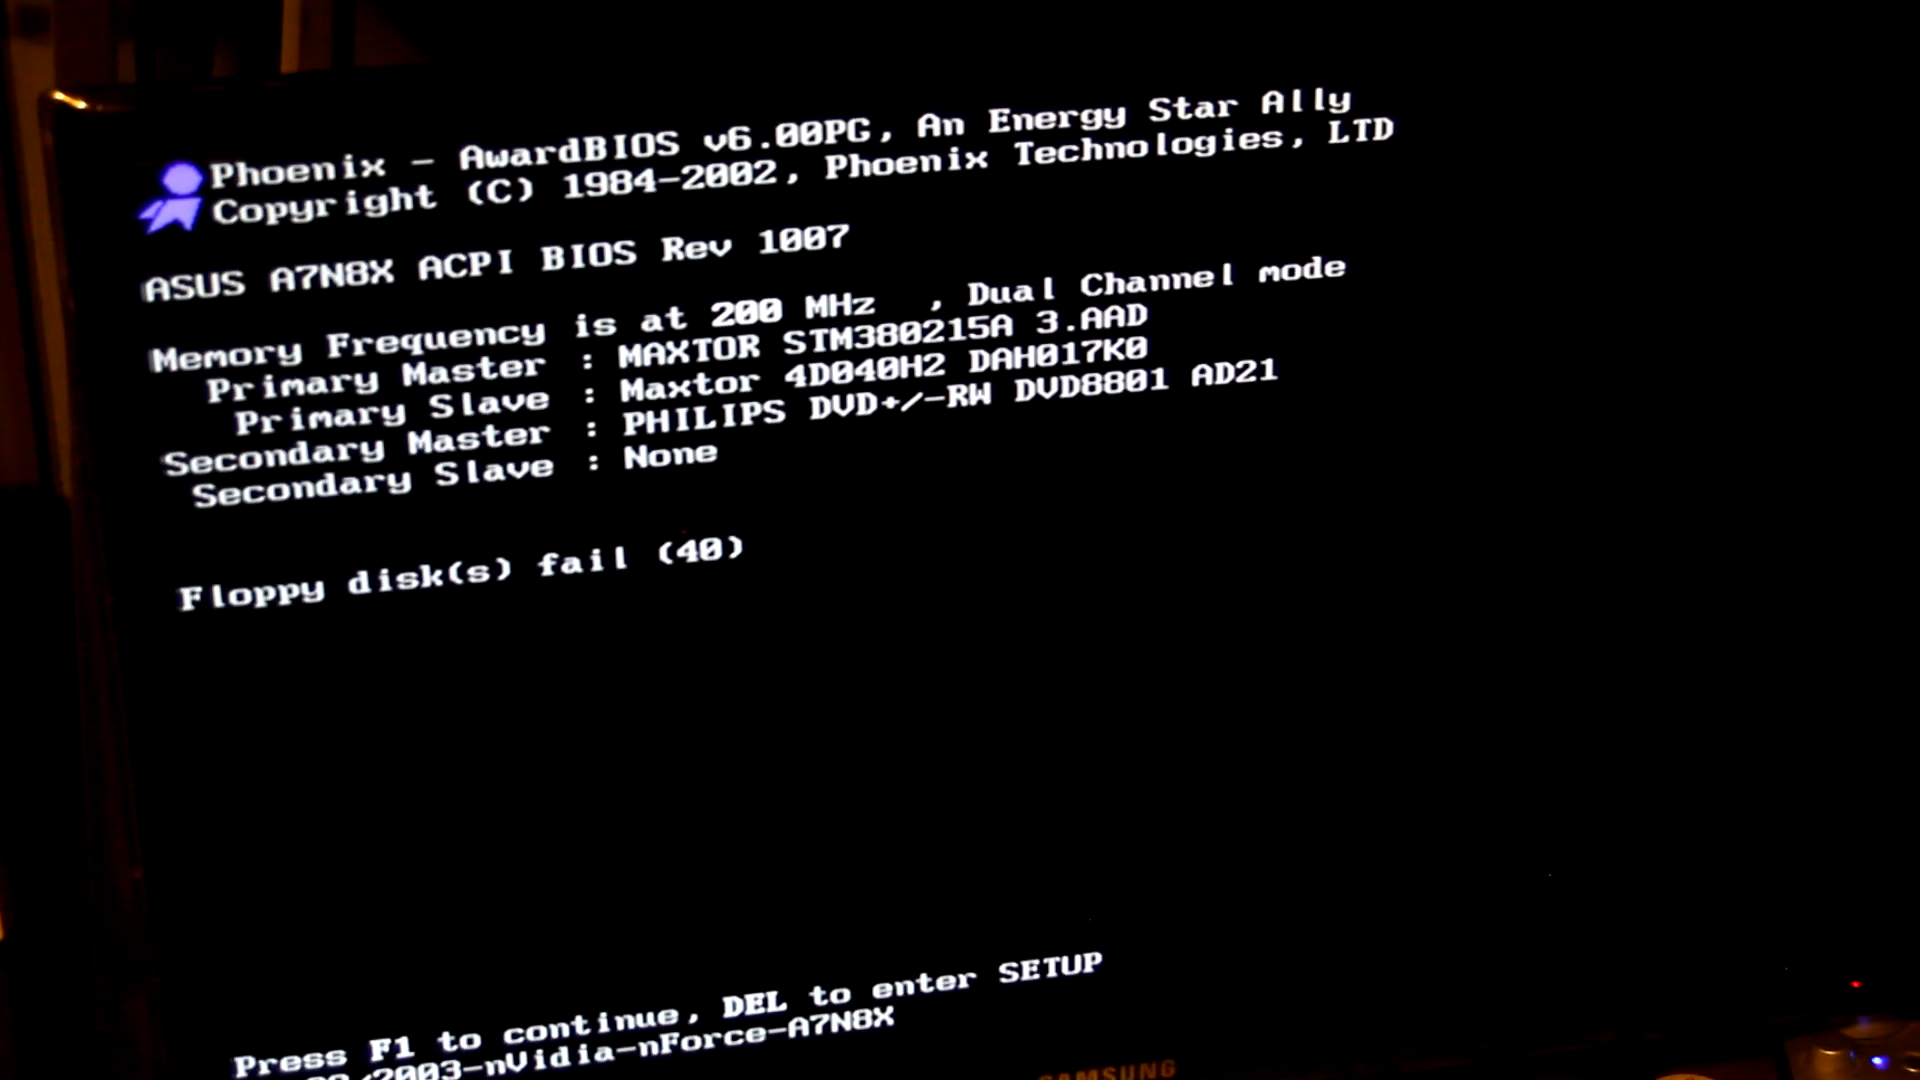 Phoenix - AwardBIOS v6.00PG, An Energy Star Ally
Copyright (C) 1984-2002, Phoenix Technologies, LTD
ASUS A7N8X ACPI BIOS Rev 1007
Memory Frequency is at 200 MHz , Dual Channel mode
Primary Master : MAXTOR STM380215A 3.AAD
Primary Slave : Maxtor 4D040H2 DAH017K0
Secondary Master : PHILIPS DVD+/-RW DVD8801 AD21
Secondary Slave : None
Floppy disk(s) fail (40)
Press F1 to continue, DEL to enter SETUP
/2003-nVidia-nForce-A7N8X
SAMSUNG